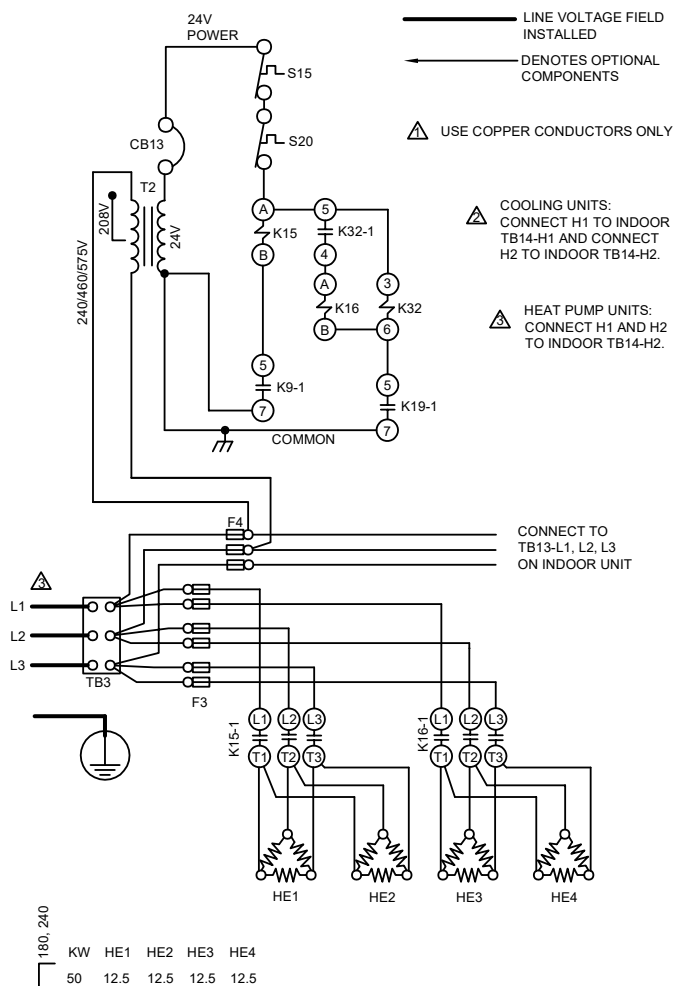 24V
POWER
LINE VOLTAGE FIELD
INSTALLED
DENOTES OPTIONAL
COMPONENTS
S15
S20
CB13
1 USE COPPER CONDUCTORS ONLY
T2
208V
24V
240/460/575V
A
5
K15
K32-1
B
4
A
3
K16
K32
B
6
2
COOLING UNITS:
CONNECT H1 TO INDOOR
TB14-H1 AND CONNECT
H2 TO INDOOR TB14-H2.
3
HEAT PUMP UNITS:
CONNECT H1 AND H2
TO INDOOR TB14-H2.
5
K9-1
7
5
K19-1
7
COMMON
F4
CONNECT TO
TB13-L1, L2, L3
ON INDOOR UNIT
3
L1
L2
L3
TB3
F3
K15-1
L1 L2 L3
T1 T2 T3
K16-1
L1 L2 L3
T1 T2 T3
HE1 HE2 HE3 HE4
180, 240
KW HE1 HE2 HE3 HE4
50 12.5 12.5 12.5 12.5